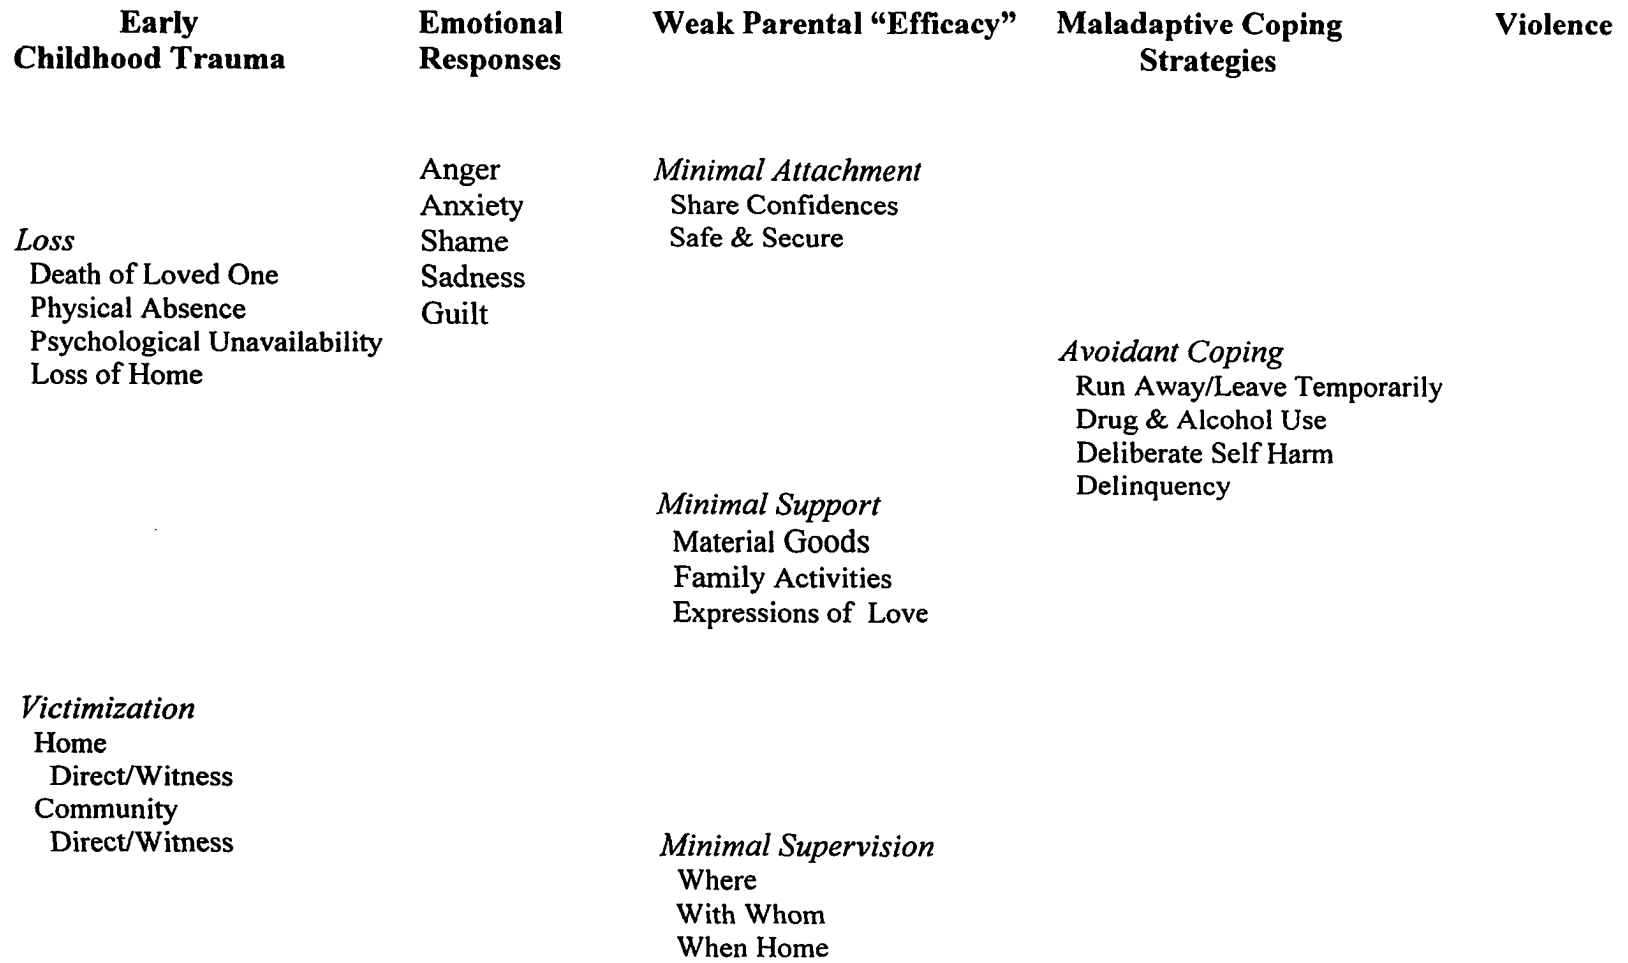 Early
Childhood Trauma
Emotional
Responses
Weak Parental “Efficacy”
Maladaptive Coping
Strategies
Violence
Loss
Death of Loved One
Physical Absence
Psychological Unavailability
Loss of Home
Victimization
Home
Direct/Witness
Community
Direct/Witness
Anger
Anxiety
Shame
Sadness
Guilt
Minimal Attachment
Share Confidences
Safe & Secure
Minimal Support
Material Goods
Family Activities
Expressions of Love
Minimal Supervision
Where
With Whom
When Home
Avoidant Coping
Run Away/Leave Temporarily
Drug & Alcohol Use
Deliberate Self Harm
Delinquency